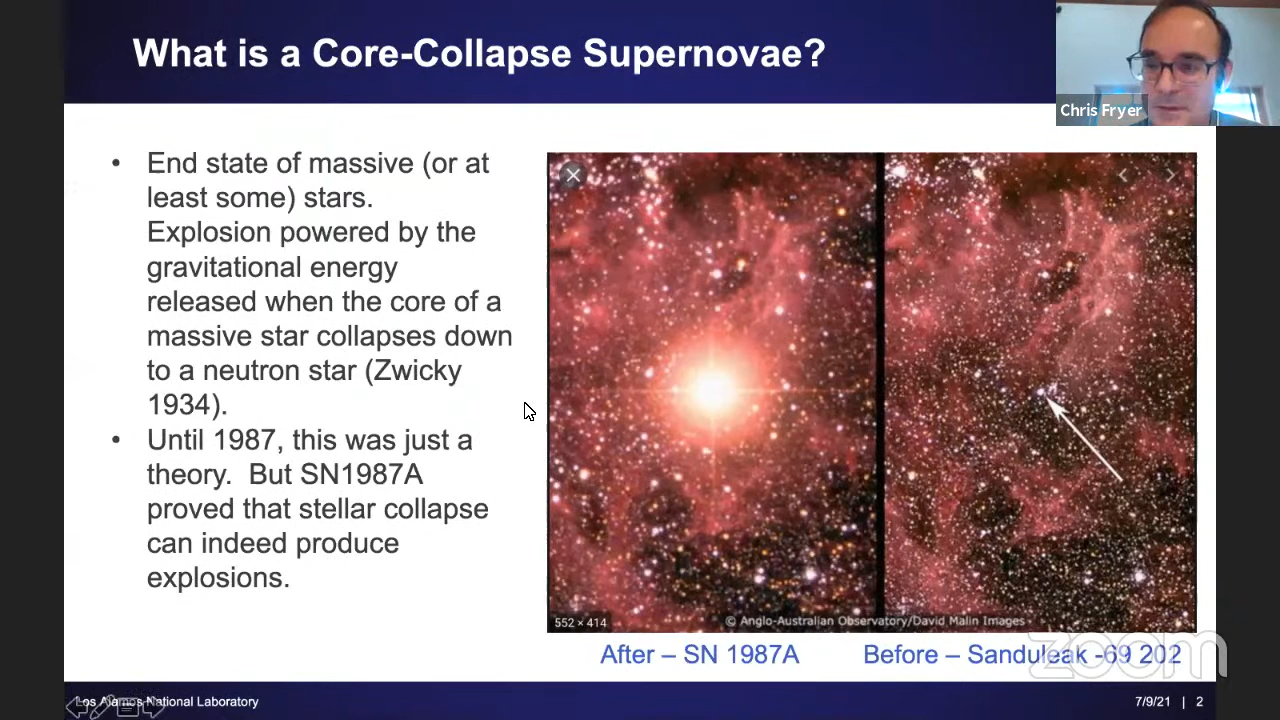 What is a Core-Collapse Supernovae?
Chris Fryer
• End state of massive (or at
least some) stars.
Explosion powered by the
gravitational energy
released when the core of a
massive star collapses down
to a neutron star (Zwicky
1934).
• Until 1987, this was just a
theory.  But SN1987A
proved that stellar collapse
can indeed produce
explosions.
552 × 414
© Anglo-Australian Observatory/David Malin Images
After – SN 1987A
Before – Sanduleak -69 202
zoom
Los Alamos National Laboratory
7/9/21 | 2